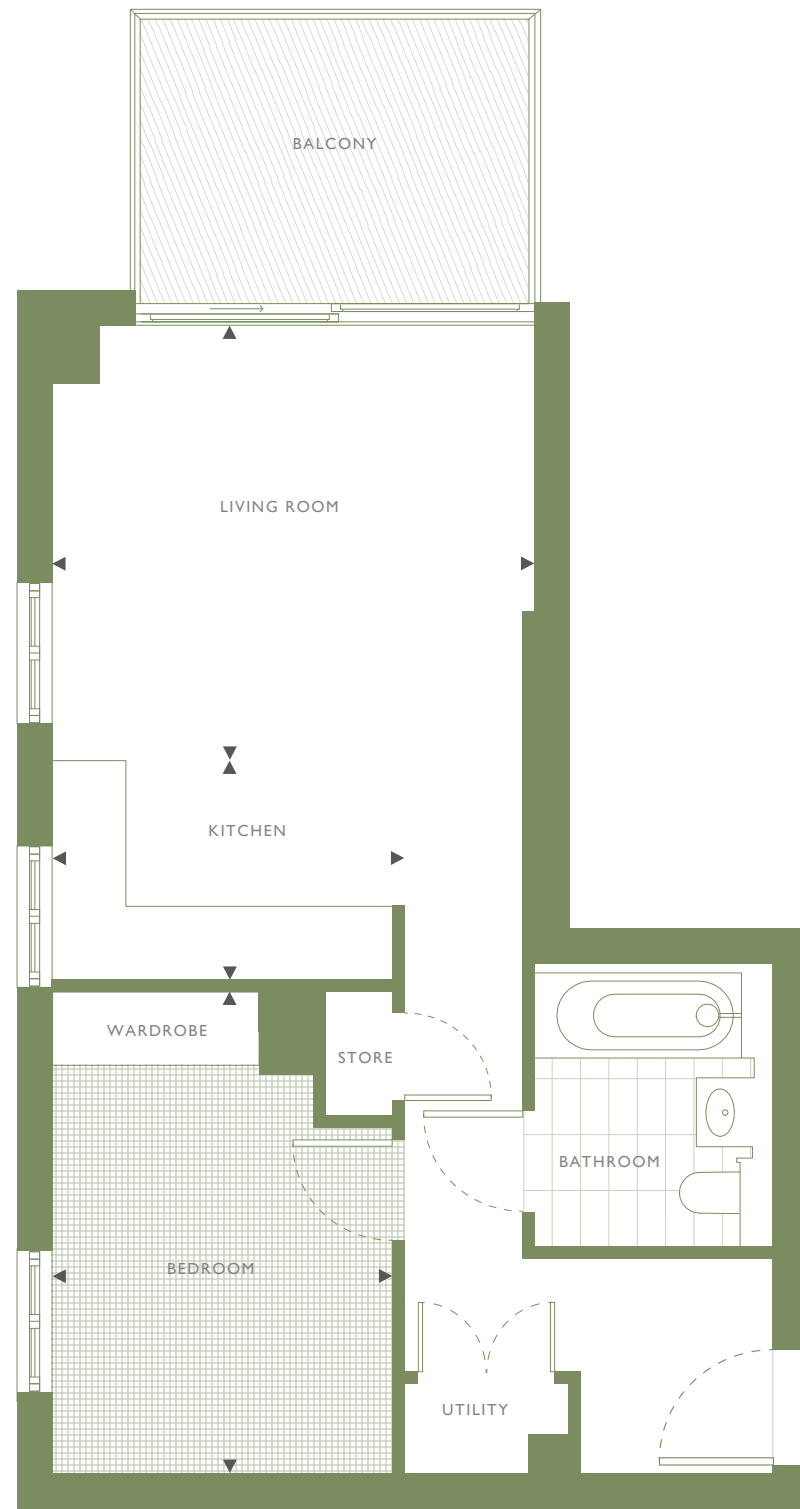 BALCONY
LIVING ROOM
KITCHEN
WARDROBE
STORE
BATHROOM
BEDROOM
UTILITY